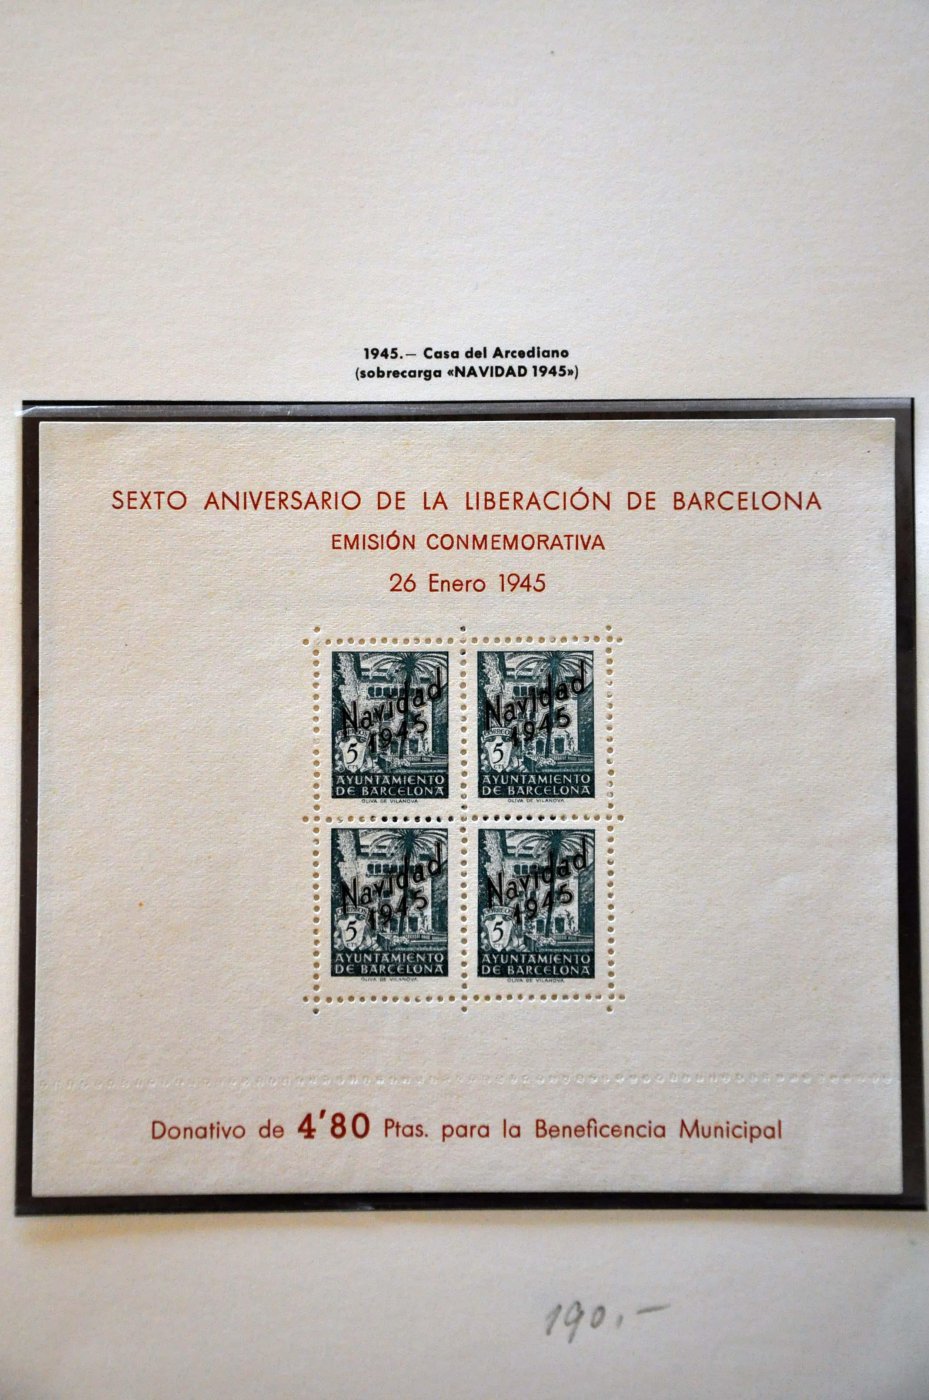 1945.— Casa del Arcediano
(sobrecarga «NAVIDAD 1945»)
SEXTO ANIVERSARIO DE LA LIBERACIÓN DE BARCELONA
EMISIÓN CONMEMORATIVA
26 Enero 1945
Navidad
1945
5
CTS
AYUNTAMIENTO
DE BARCELONA
OLIVA DE VILANOVA
Navidad
1945
5
CTS
AYUNTAMIENTO
DE BARCELONA
OLIVA DE VILANOVA
Navidad
1945
5
AYUNTAMIENTO
DE BARCELONA
OLIVA DE VILANOVA
Navidad
1945
5
AYUNTAMIENTO
DE BARCELONA
OLIVA DE VILANOVA
Donativo de 4'80 Ptas. para la Beneficencia Municipal
190.—